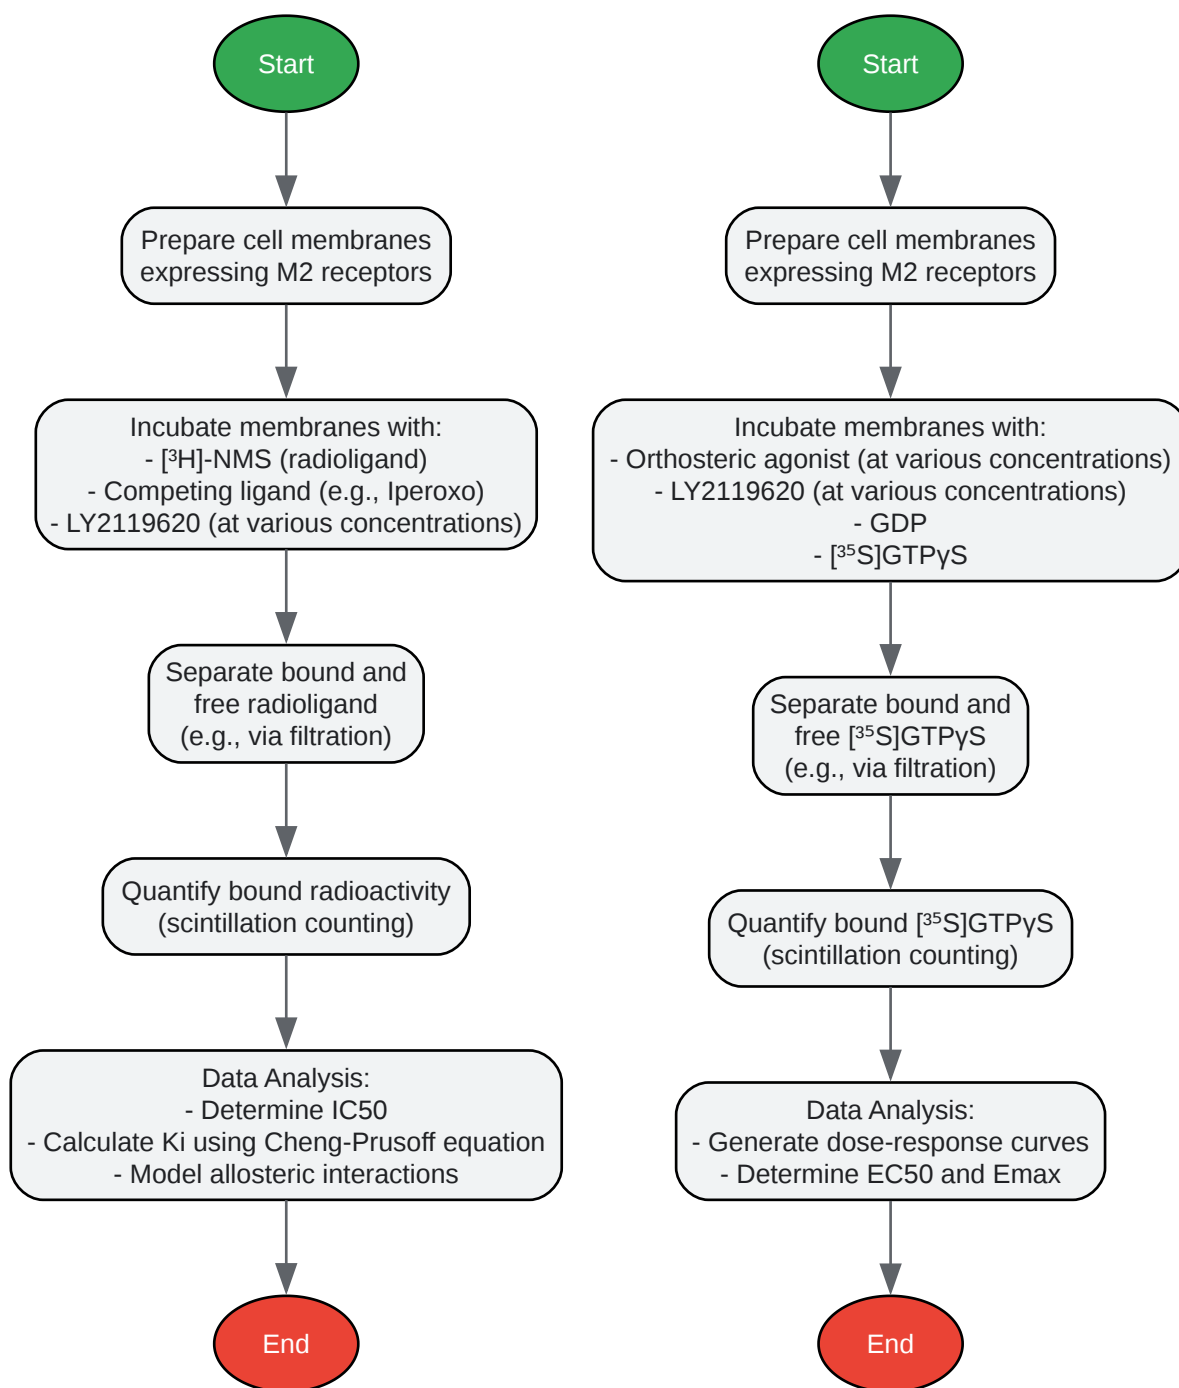 Start
Prepare cell membranes
expressing M2 receptors
Incubate membranes with:
- [³H]-NMS (radioligand)
- Competing ligand (e.g., Iperoxo)
- LY2119620 (at various concentrations)
Separate bound and
free radioligand
(e.g., via filtration)
Quantify bound radioactivity
(scintillation counting)
Data Analysis:
- Determine IC50
- Calculate Ki using Cheng-Prusoff equation
- Model allosteric interactions
End
Start
Prepare cell membranes
expressing M2 receptors
Incubate membranes with:
- Orthosteric agonist (at various concentrations)
- LY2119620 (at various concentrations)
- GDP
- [³⁵S]GTPγS
Separate bound and
free [³⁵S]GTPγS
(e.g., via filtration)
Quantify bound [³⁵S]GTPγS
(scintillation counting)
Data Analysis:
- Generate dose-response curves
- Determine EC50 and Emax
End